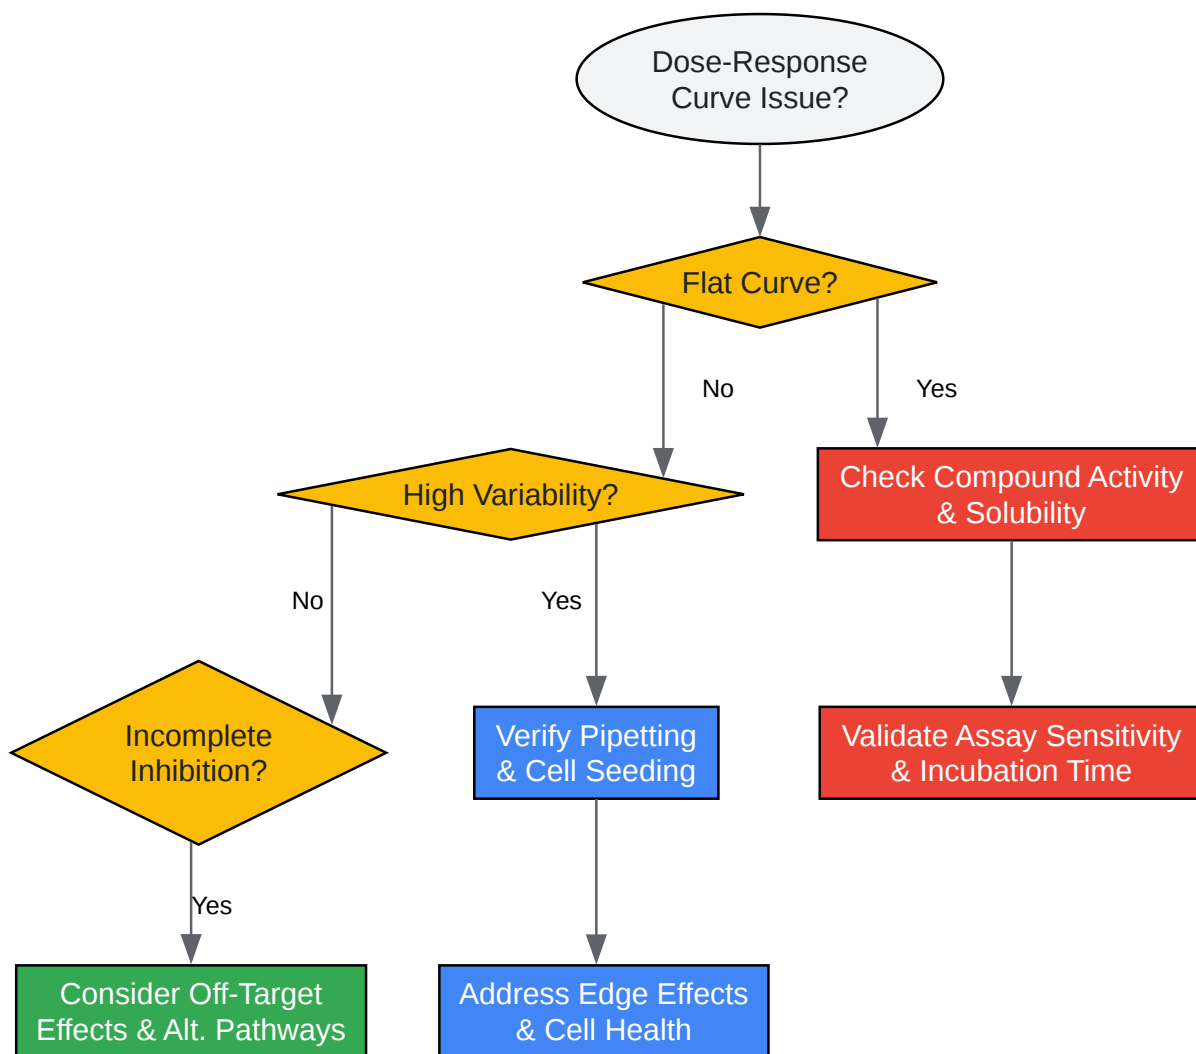 Dose-Response
Curve Issue?
Flat Curve?
No
Yes
High Variability?
Check Compound Activity
& Solubility
No
Yes
Incomplete
Inhibition?
Verify Pipetting
& Cell Seeding
Validate Assay Sensitivity
& Incubation Time
Yes
Consider Off-Target
Effects & Alt. Pathways
Address Edge Effects
& Cell Health